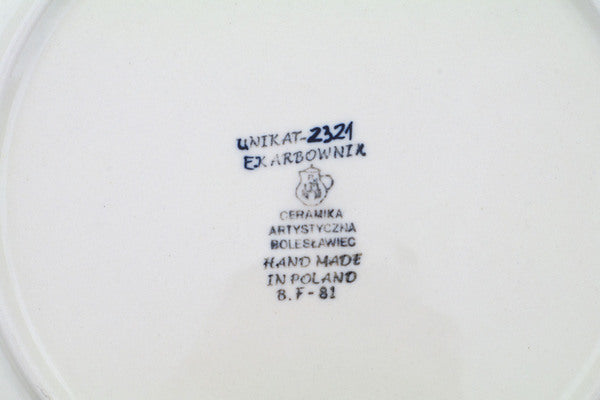 UNIKAT-2321
EKARBOWNIK
CERAMIKA
ARTYSTYCZNA
BOLESŁAWIEC
HAND MADE
IN POLAND
B.F-81